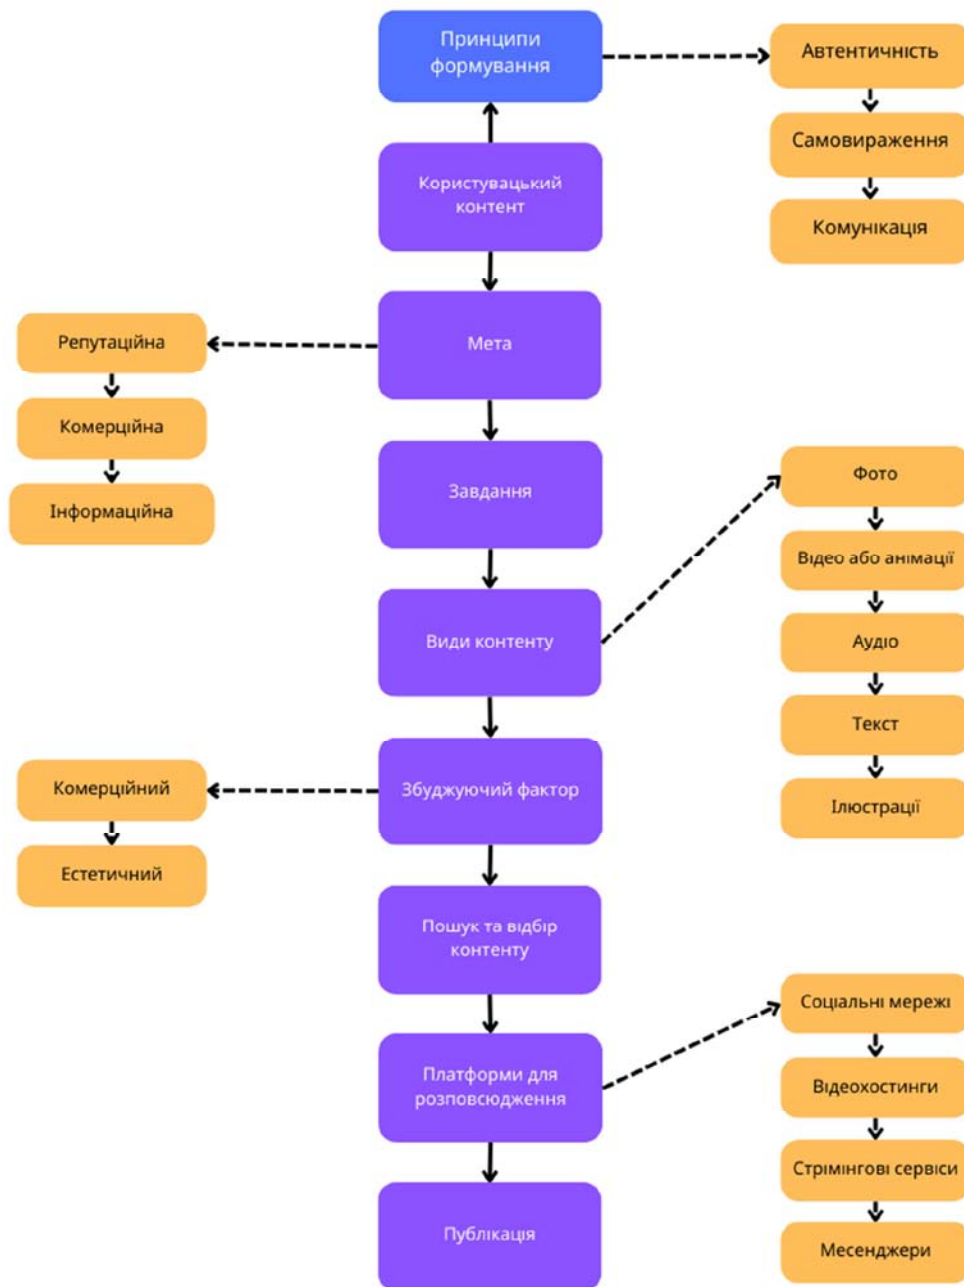 Принципи
формування
Автентичність
Самовираження
Комунікація
Користувацький
контент
Мета
Репутаційна
Комерційна
Інформаційна
Завдання
Види контенту
Фото
Відео або анімації
Аудіо
Текст
Ілюстрації
Збуджуючий фактор
Комерційний
Естетичний
Пошук та відбір
контенту
Платформи для
розповсюдження
Соціальні мережі
Відеохостинги
Стрімінгові сервіси
Месенджери
Публікація